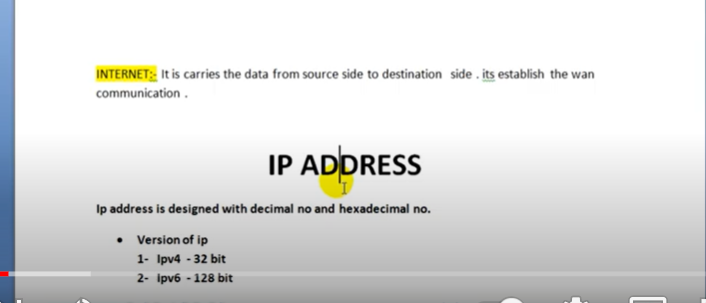 INTERNET:- It is carries the data from source side to destination side . its establish the wan
communication .
IP ADDRESS
Ip address is designed with decimal no and hexadecimal no.
• Version of ip
1- Ipv4 - 32 bit
2- Ipv6 - 128 bit